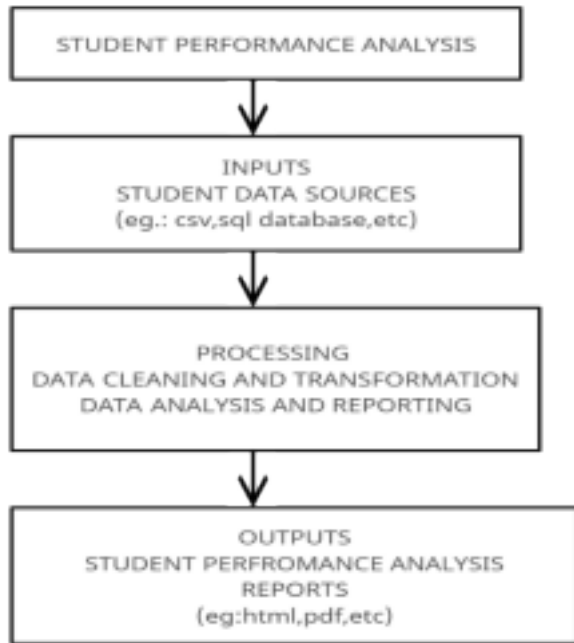 STUDENT PERFORMANCE ANALYSIS
INPUTS
STUDENT DATA SOURCES
(eg.: csv,sql database,etc)
PROCESSING
DATA CLEANING AND TRANSFORMATION
DATA ANALYSIS AND REPORTING
OUTPUTS
STUDENT PERFROMANCE ANALYSIS
REPORTS
(eg:html,pdf,etc)